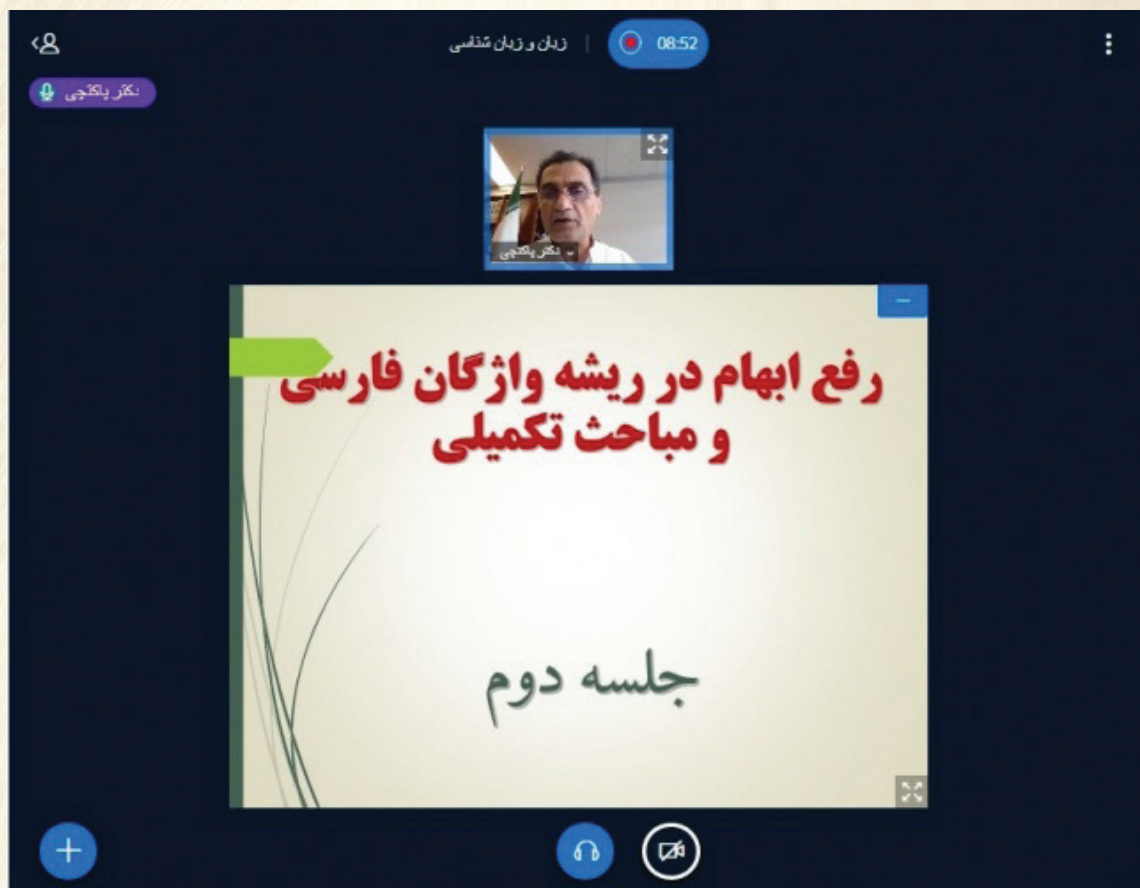 زبان و زبان شناسی
08:52
دکتر پاکتچی
دکتر پاکتچی
رفع ابهام در ریشه واژگان فارسی
و مباحث تکمیلی
جلسه دوم